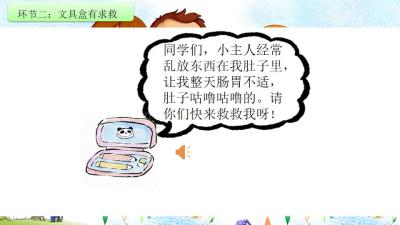 环节二：文具盒有求救
同学们，小主人经常
乱放东西在我肚子里，
让我整天肠胃不适，
肚子咕噜咕噜的。请
你们快来救救我呀！